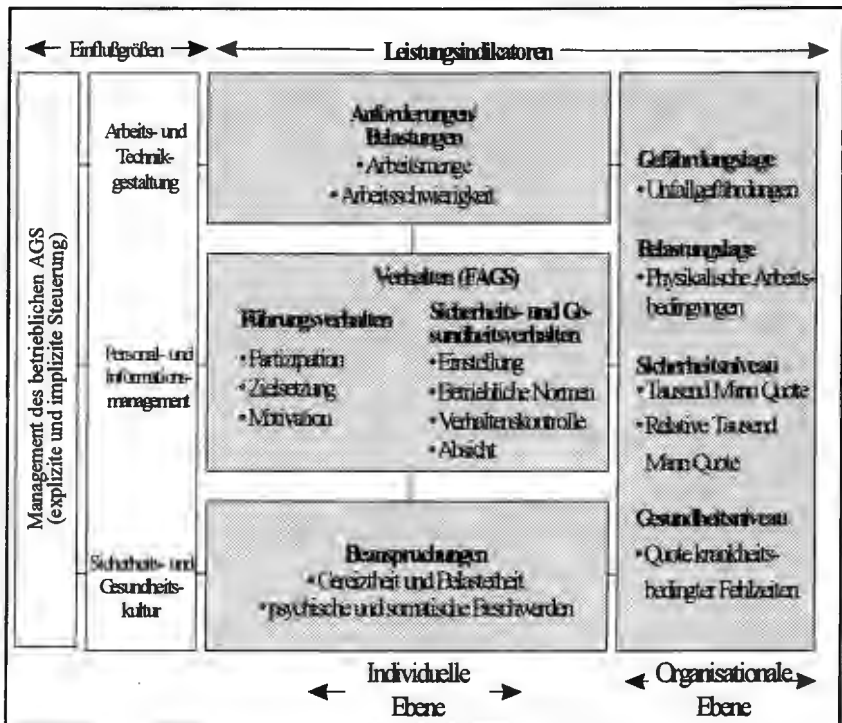 Einflußgrößen
Leistungsindikatoren
Management des betrieblichen AGS
(explizite und implizite Steuerung)
Arbeits- und
Technik-
gestaltung
Personal- und
Informations-
management
Sicherheits- und
Gesundheits-
kultur
Anforderungen/
Belastungen
•Arbeitsmenge
•Arbeitsschwierigkeit
Verhalten (FAGS)
Führungsverhalten
•Partizipation
•Zielsetzung
•Motivation
Sicherheits- und Ge-
sundheitsverhalten
•Einstellung
•Betriebliche Normen
•Verhaltenskontrolle
•Absicht
Beanspruchungen
•Gereiztheit und Belastetheit
•psychische und somatische Beschwerden
Gefährdungslage
•Unfallgefährdungen
Belastungslage
•Physikalische Arbeits-
bedingungen
Sicherheitsniveau
•Tausend Mann Quote
•Relative Tausend
Mann Quote
Gesundheitsniveau
•Quote krankheits-
bedingter Fehlzeiten
Individuelle
Ebene
Organisationale
Ebene